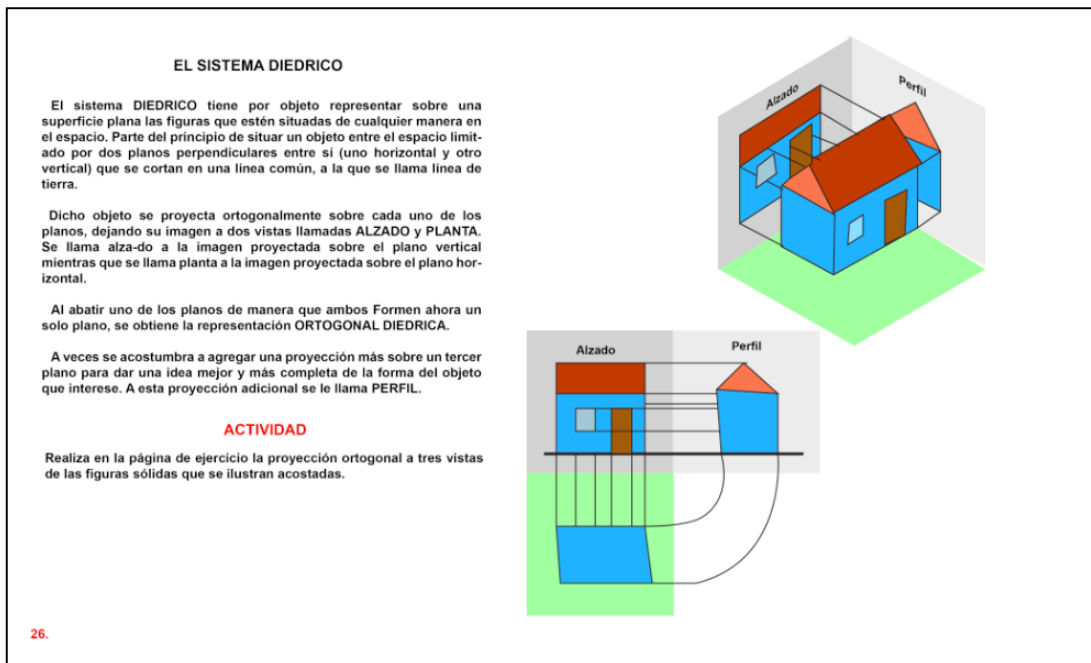 EL SISTEMA DIEDRICO
El sistema DIEDRICO tiene por objeto representar sobre una
superficie plana las figuras que estén situadas de cualquier manera en
el espacio. Parte del principio de situar un objeto entre el espacio limit-
ado por dos planos perpendiculares entre sí (uno horizontal y otro
vertical) que se cortan en una línea común, a la que se llama línea de
tierra.
Dicho objeto se proyecta ortogonalmente sobre cada uno de los
planos, dejando su imagen a dos vistas llamadas ALZADO y PLANTA.
Se llama alza-do a la imagen proyectada sobre el plano vertical
mientras que se llama planta a la imagen proyectada sobre el plano hor-
izontal.
Al abatir uno de los planos de manera que ambos Formen ahora un
solo plano, se obtiene la representación ORTOGONAL DIEDRICA.
A veces se acostumbra a agregar una proyección más sobre un tercer
plano para dar una idea mejor y más completa de la forma del objeto
que interese. A esta proyección adicional se le llama PERFIL.
ACTIVIDAD
Realiza en la página de ejercicio la proyección ortogonal a tres vistas
de las figuras sólidas que se ilustran acostadas.
26.
Alzado
Perfil
Alzado
Perfil